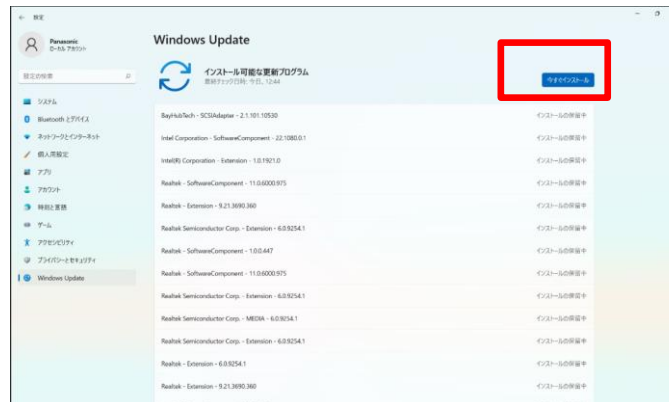 ← 設定
Panasonic
ローカル アカウント
設定の検索
システム
Bluetooth とデバイス
ネットワークとインターネット
個人用設定
アプリ
アカウント
時刻と言語
ゲーム
アクセシビリティ
プライバシーとセキュリティ
Windows Update
Windows Update
インストール可能な更新プログラム
最終チェック日時: 今日、12:44
今すぐインストール
BayHubTech - SCSIAdapter - 2.1.101.10530 インストールの保留中
Intel Corporation - SoftwareComponent - 22.1080.0.1 インストールの保留中
Intel(R) Corporation - Extension - 1.0.1921.0 インストールの保留中
Realtek - SoftwareComponent - 11.0.6000.975 インストールの保留中
Realtek - Extension - 9.21.3690.360 インストールの保留中
Realtek Semiconductor Corp. - Extension - 6.0.9254.1 インストールの保留中
Realtek - SoftwareComponent - 1.0.0.447 インストールの保留中
Realtek - SoftwareComponent - 11.0.6000.975 インストールの保留中
Realtek Semiconductor Corp. - Extension - 6.0.9254.1 インストールの保留中
Realtek Semiconductor Corp. - MEDIA - 6.0.9254.1 インストールの保留中
Realtek Semiconductor Corp. - Extension - 6.0.9254.1 インストールの保留中
Realtek - Extension - 6.0.9254.1 インストールの保留中
Realtek - Extension - 9.21.3690.360 インストールの保留中